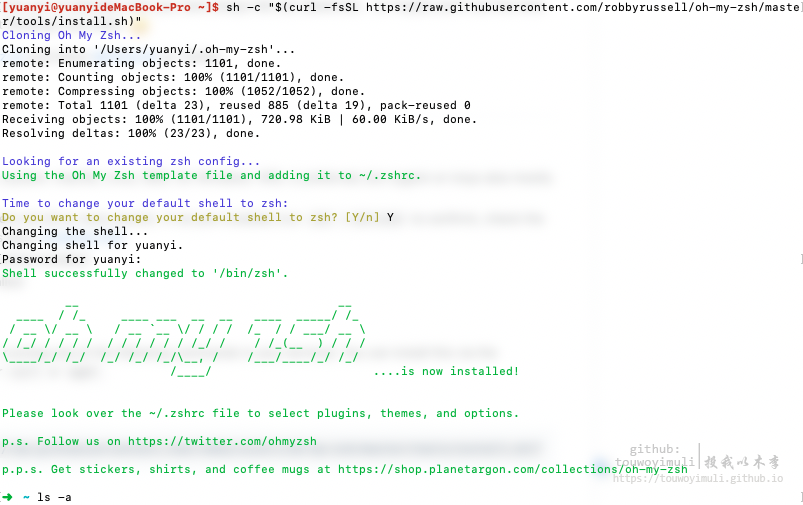 [yuanyi@yuanyideMacBook-Pro ~]$ sh -c "$(curl -fsSL https://raw.githubusercontent.com/robbyrussell/oh-my-zsh/maste
r/tools/install.sh)"
Cloning Oh My Zsh...
Cloning into '/Users/yuanyi/.oh-my-zsh'...
remote: Enumerating objects: 1101, done.
remote: Counting objects: 100% (1101/1101), done.
remote: Compressing objects: 100% (1052/1052), done.
remote: Total 1101 (delta 23), reused 885 (delta 19), pack-reused 0
Receiving objects: 100% (1101/1101), 720.98 KiB | 60.00 KiB/s, done.
Resolving deltas: 100% (23/23), done.
Looking for an existing zsh config...
Using the Oh My Zsh template file and adding it to ~/.zshrc.
Time to change your default shell to zsh:
Do you want to change your default shell to zsh? [Y/n] Y
Changing the shell...
Changing shell for yuanyi.
Password for yuanyi:
Shell successfully changed to '/bin/zsh'.
oh my zsh
....is now installed!
Please look over the ~/.zshrc file to select plugins, themes, and options.
p.s. Follow us on https://twitter.com/ohmyzsh
p.p.s. Get stickers, shirts, and coffee mugs at https://shop.planetargon.com/collections/oh-my-zsh
➜ ~ ls -a
github:
touwoyimuli
投我以木李
https://touwoyimuli.github.io